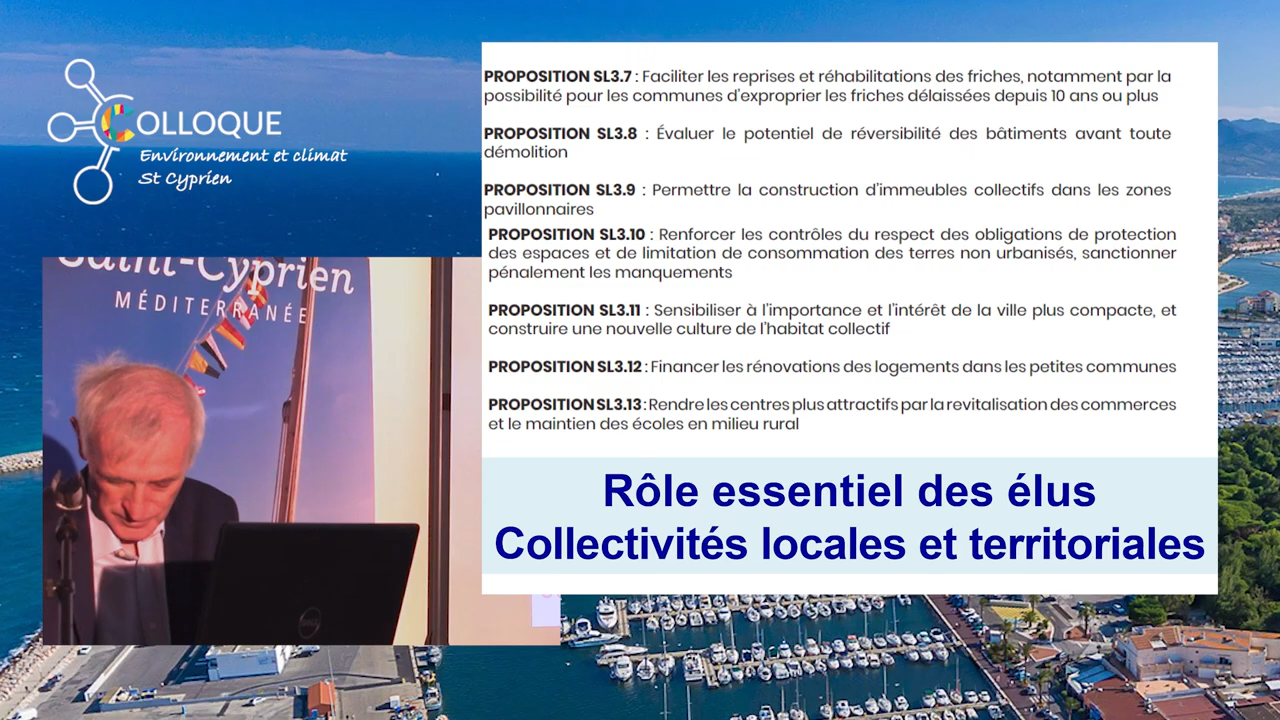 COLLOQUE
Environnement et climat
St Cyprien
Saint-Cyprien
MÉDITERRANÉE
PROPOSITION SL3.7 : Faciliter les reprises et réhabilitations des friches, notamment par la
possibilité pour les communes d’exproprier les friches délaissées depuis 10 ans ou plus
PROPOSITION SL3.8 : Évaluer le potentiel de réversibilité des bâtiments avant toute
démolition
PROPOSITION SL3.9 : Permettre la construction d’immeubles collectifs dans les zones
pavillonnaires
PROPOSITION SL3.10 : Renforcer les contrôles du respect des obligations de protection
des espaces et de limitation de consommation des terres non urbanisés, sanctionner
pénalement les manquements
PROPOSITION SL3.11 : Sensibiliser à l’importance et l’intérêt de la ville plus compacte, et
construire une nouvelle culture de l’habitat collectif
PROPOSITION SL3.12 : Financer les rénovations des logements dans les petites communes
PROPOSITION SL3.13 : Rendre les centres plus attractifs par la revitalisation des commerces
et le maintien des écoles en milieu rural
Rôle essentiel des élus
Collectivités locales et territoriales